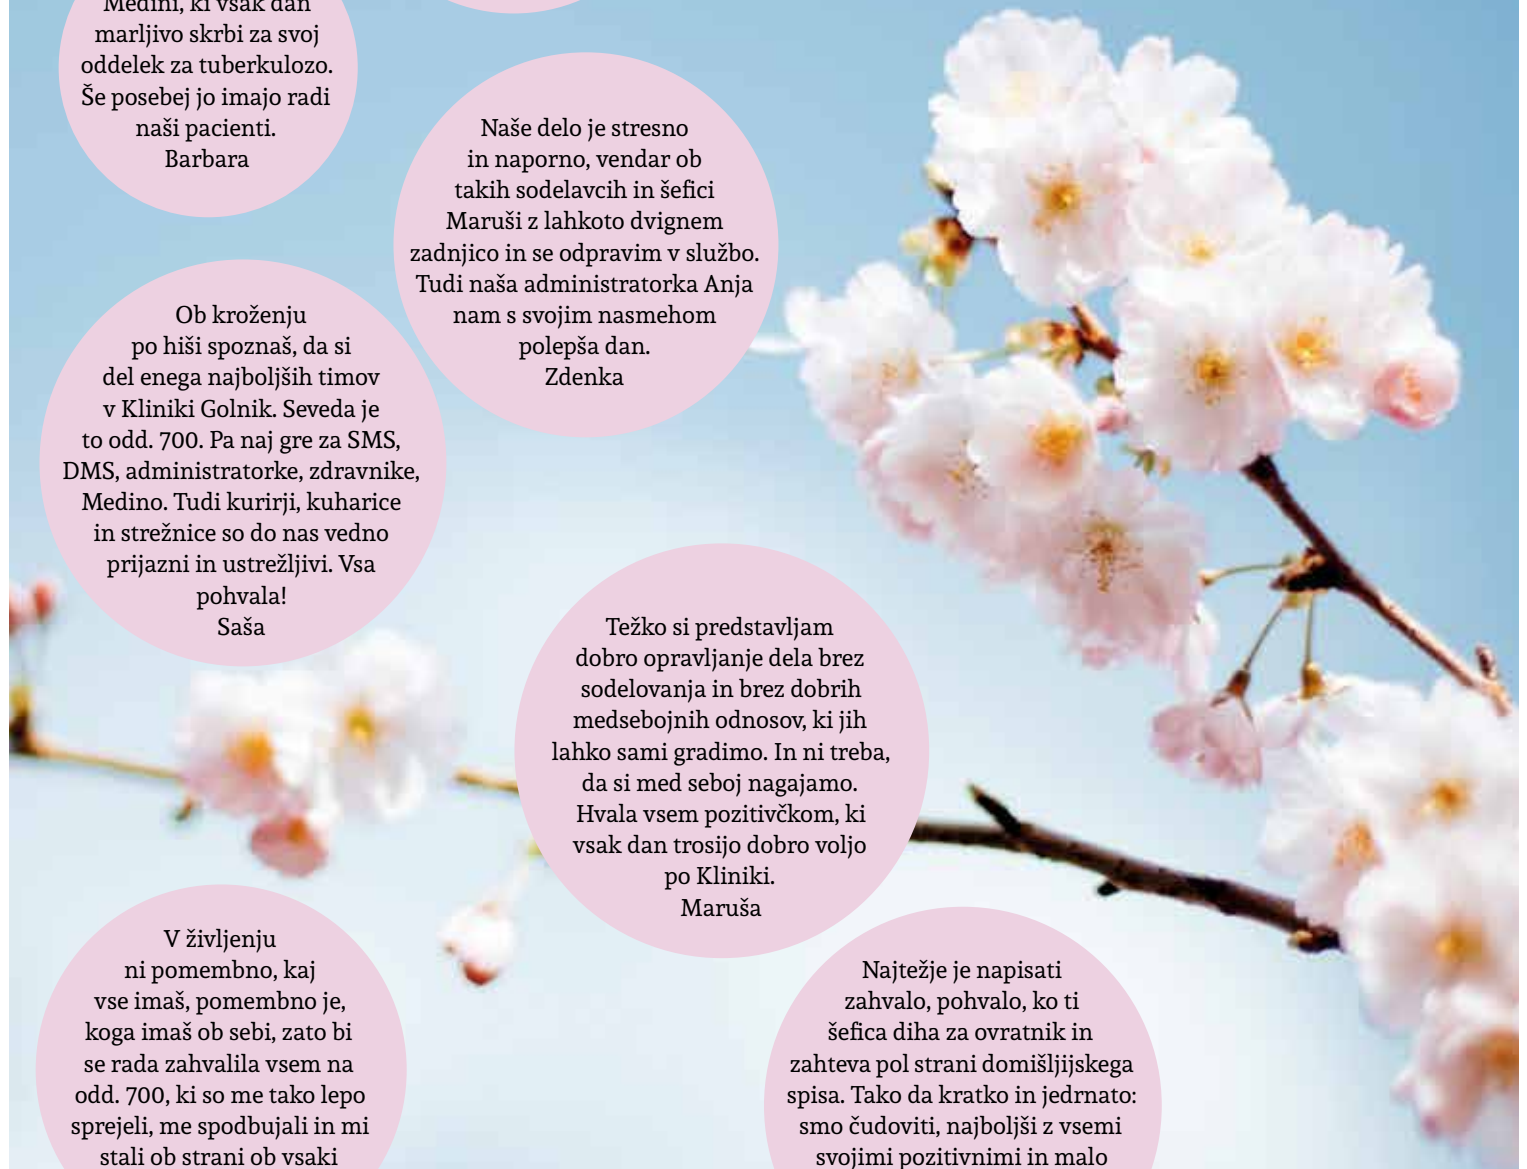 Medini, ki vsak dan
marljivo skrbi za svoj
oddelek za tuberkulozo.
Še posebej jo imajo radi
naši pacienti.
Barbara
Naše delo je stresno
in naporno, vendar ob
takih sodelavcih in šefici
Maruši z lahkoto dvignem
zadnjico in se odpravim v službo.
Tudi naša administratorka Anja
nam s svojim nasmehom
polepša dan.
Zdenka
Ob kroženju
po hiši spoznaš, da si
del enega najboljših timov
v Kliniki Golnik. Seveda je
to odd. 700. Pa naj gre za SMS,
DMS, administratorke, zdravnike,
Medino. Tudi kurirji, kuharice
in strežnice so do nas vedno
prijazni in ustrežljivi. Vsa
pohvala!
Saša
Težko si predstavljam
dobro opravljanje dela brez
sodelovanja in brez dobrih
medsebojnih odnosov, ki jih
lahko sami gradimo. In ni treba,
da si med seboj nagajamo.
Hvala vsem pozitivčkom, ki
vsak dan trosijo dobro voljo
po Kliniki.
Maruša
V življenju
ni pomembno, kaj
vse imaš, pomembno je,
koga imaš ob sebi, zato bi
se rada zahvalila vsem na
odd. 700, ki so me tako lepo
sprejeli, me spodbujali in mi
stali ob strani ob vsaki
Najtežje je napisati
zahvalo, pohvalo, ko ti
šefica diha za ovratnik in
zahteva pol strani domišljijskega
spisa. Tako da kratko in jedrnato:
smo čudoviti, najboljši z vsemi
svojimi pozitivnimi in malo